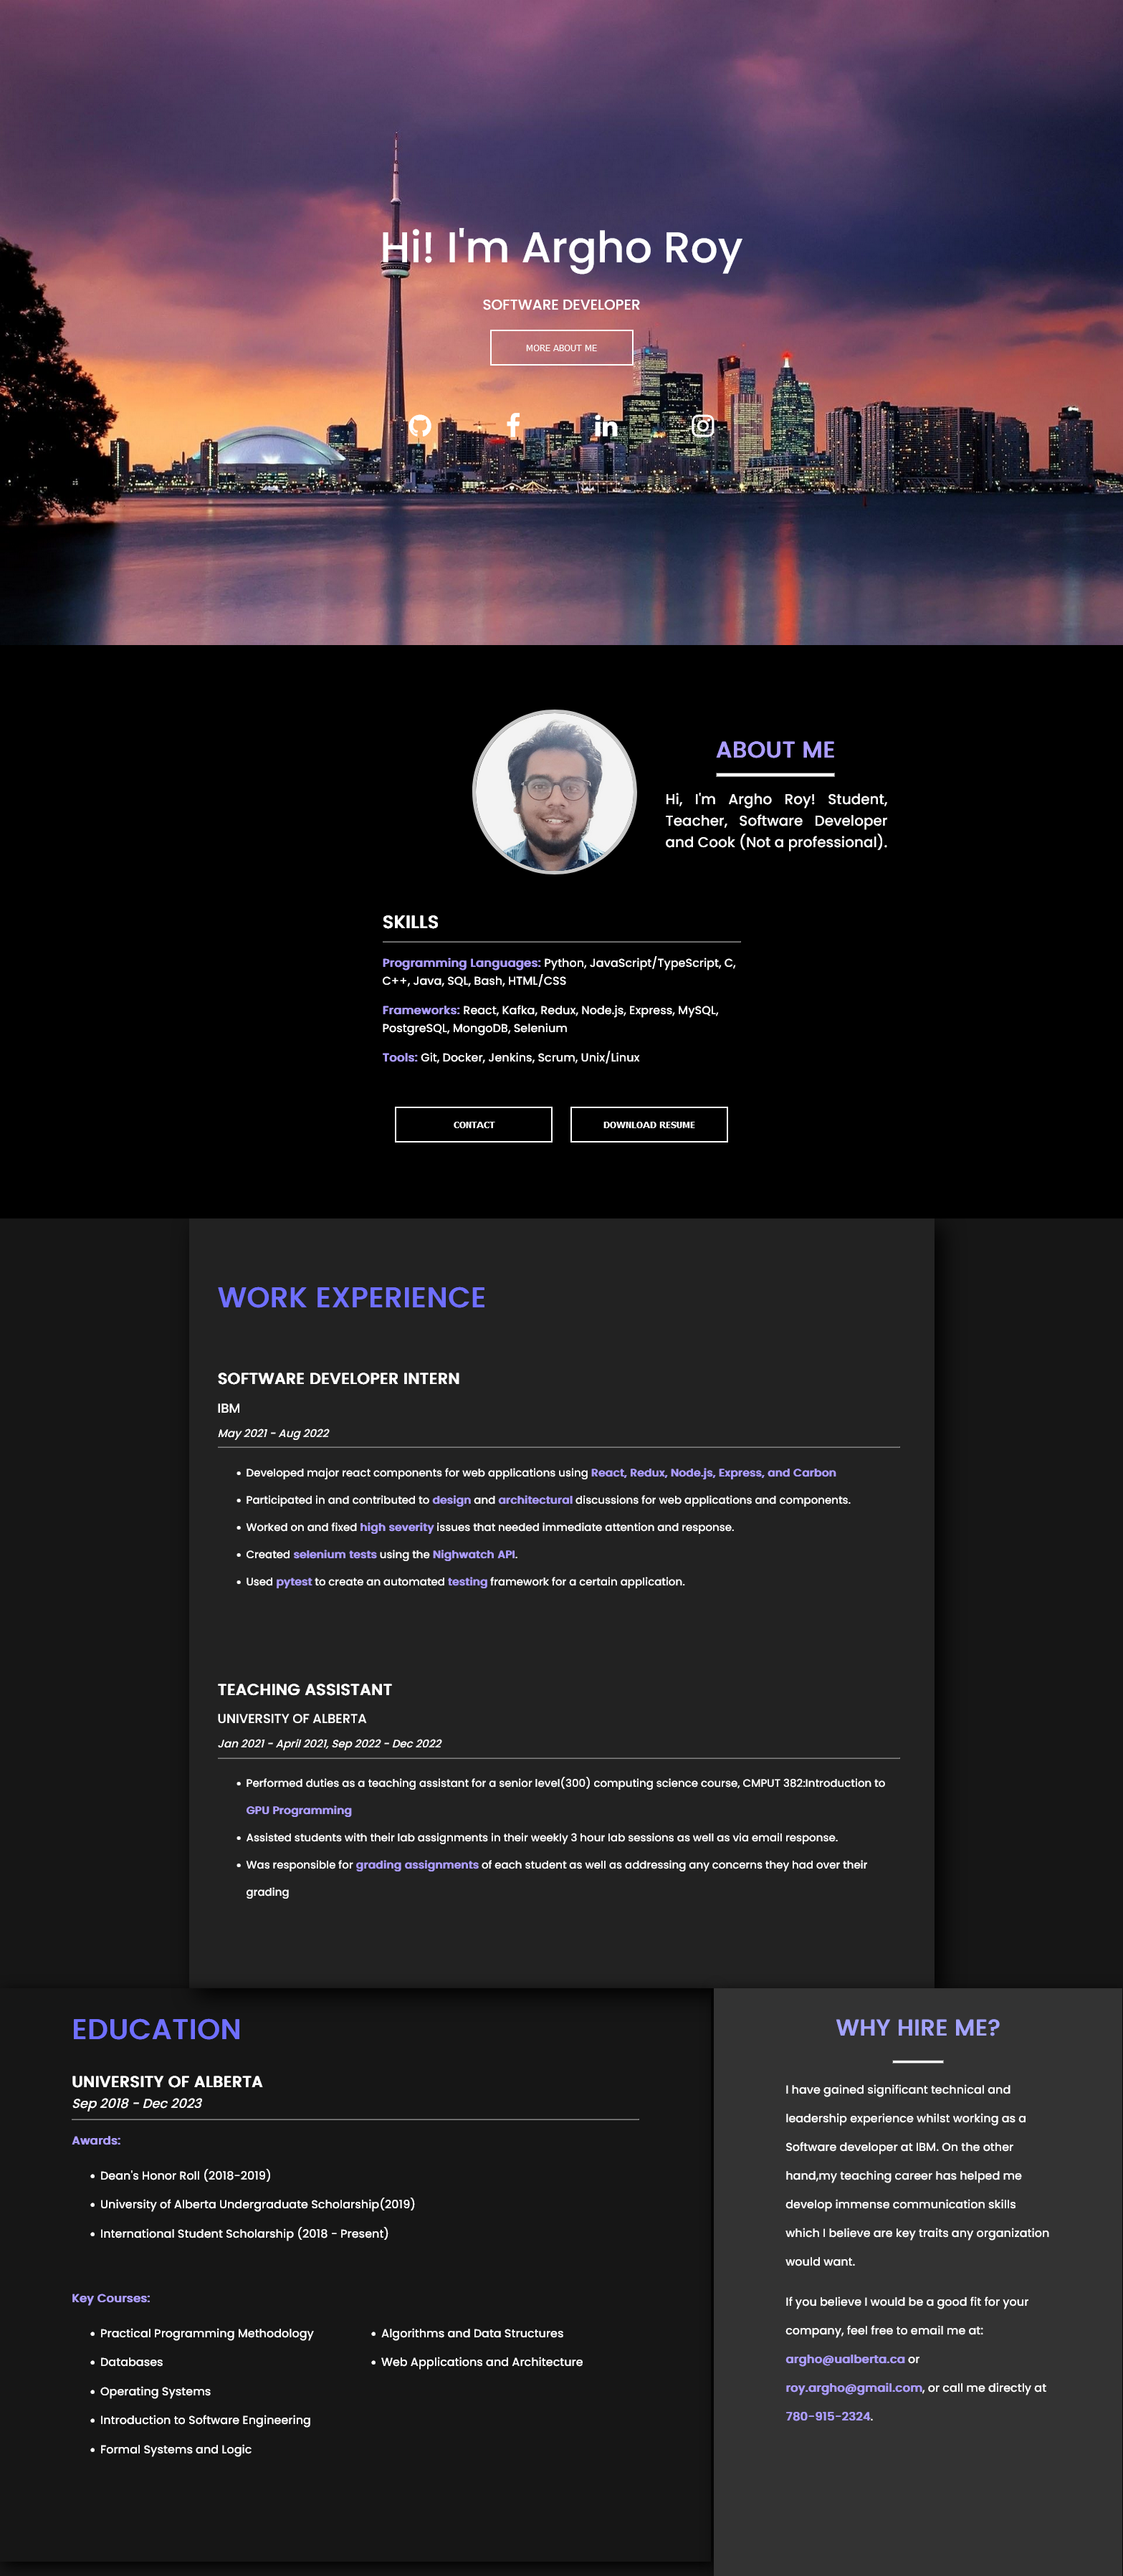 Hi! I'm Argho Roy
SOFTWARE DEVELOPER
MORE ABOUT ME
ABOUT ME
Hi, I'm Argho Roy! Student,
Teacher, Software Developer
and Cook (Not a professional).
SKILLS
Programming Languages: Python, JavaScript/TypeScript, C,
C++, Java, SQL, Bash, HTML/CSS
Frameworks: React, Kafka, Redux, Node.js, Express, MySQL,
PostgreSQL, MongoDB, Selenium
Tools: Git, Docker, Jenkins, Scrum, Unix/Linux
CONTACT
DOWNLOAD RESUME
WORK EXPERIENCE
SOFTWARE DEVELOPER INTERN
IBM
May 2021 - Aug 2022
• Developed major react components for web applications using React, Redux, Node.js, Express, and Carbon
• Participated in and contributed to design and architectural discussions for web applications and components.
• Worked on and fixed high severity issues that needed immediate attention and response.
• Created selenium tests using the Nighwatch API.
• Used pytest to create an automated testing framework for a certain application.
TEACHING ASSISTANT
UNIVERSITY OF ALBERTA
Jan 2021 - April 2021, Sep 2022 - Dec 2022
• Performed duties as a teaching assistant for a senior level(300) computing science course, CMPUT 382:Introduction to
GPU Programming
• Assisted students with their lab assignments in their weekly 3 hour lab sessions as well as via email response.
• Was responsible for grading assignments of each student as well as addressing any concerns they had over their
grading
EDUCATION
UNIVERSITY OF ALBERTA
Sep 2018 - Dec 2023
Awards:
• Dean's Honor Roll (2018-2019)
• University of Alberta Undergraduate Scholarship(2019)
• International Student Scholarship (2018 - Present)
Key Courses:
• Practical Programming Methodology
• Databases
• Operating Systems
• Introduction to Software Engineering
• Formal Systems and Logic
• Algorithms and Data Structures
• Web Applications and Architecture
WHY HIRE ME?
I have gained significant technical and
leadership experience whilst working as a
Software developer at IBM. On the other
hand,my teaching career has helped me
develop immense communication skills
which I believe are key traits any organization
would want.
If you believe I would be a good fit for your
company, feel free to email me at:
argho@ualberta.ca or
roy.argho@gmail.com, or call me directly at
780-915-2324.